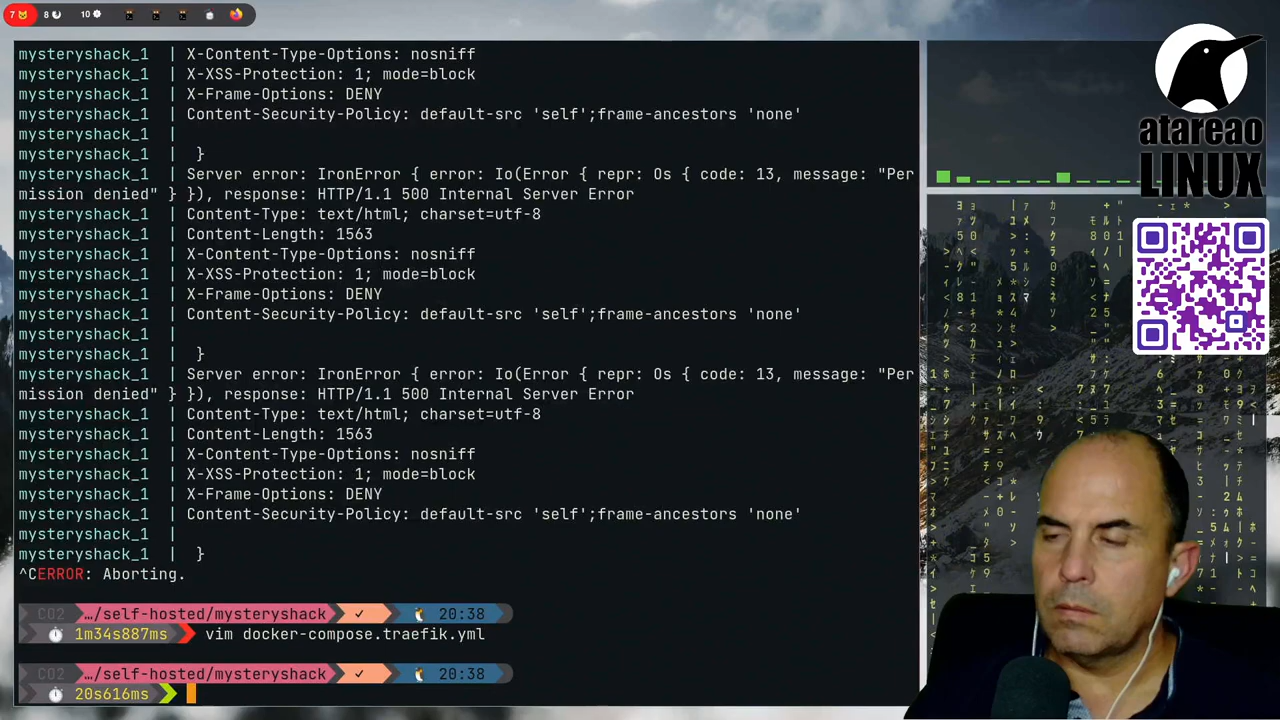 7 8 10
mysteryshack_1 | X-Content-Type-Options: nosniff
mysteryshack_1 | X-XSS-Protection: 1; mode=block
mysteryshack_1 | X-Frame-Options: DENY
mysteryshack_1 | Content-Security-Policy: default-src 'self';frame-ancestors 'none'
mysteryshack_1 |
mysteryshack_1 | }
mysteryshack_1 | Server error: IronError { error: Io(Error { repr: Os { code: 13, message: "Per
mission denied" } }), response: HTTP/1.1 500 Internal Server Error
mysteryshack_1 | Content-Type: text/html; charset=utf-8
mysteryshack_1 | Content-Length: 1563
mysteryshack_1 | X-Content-Type-Options: nosniff
mysteryshack_1 | X-XSS-Protection: 1; mode=block
mysteryshack_1 | X-Frame-Options: DENY
mysteryshack_1 | Content-Security-Policy: default-src 'self';frame-ancestors 'none'
mysteryshack_1 |
mysteryshack_1 | }
mysteryshack_1 | Server error: IronError { error: Io(Error { repr: Os { code: 13, message: "Per
mission denied" } }), response: HTTP/1.1 500 Internal Server Error
mysteryshack_1 | Content-Type: text/html; charset=utf-8
mysteryshack_1 | Content-Length: 1563
mysteryshack_1 | X-Content-Type-Options: nosniff
mysteryshack_1 | X-XSS-Protection: 1; mode=block
mysteryshack_1 | X-Frame-Options: DENY
mysteryshack_1 | Content-Security-Policy: default-src 'self';frame-ancestors 'none'
mysteryshack_1 |
mysteryshack_1 | }
^CERROR: Aborting.
CO2 …/self-hosted/mysteryshack ✓ 20:38
1m34s887ms vim docker-compose.traefik.yml
CO2 …/self-hosted/mysteryshack ✓ 20:38
20s616ms
atareao
LINUX